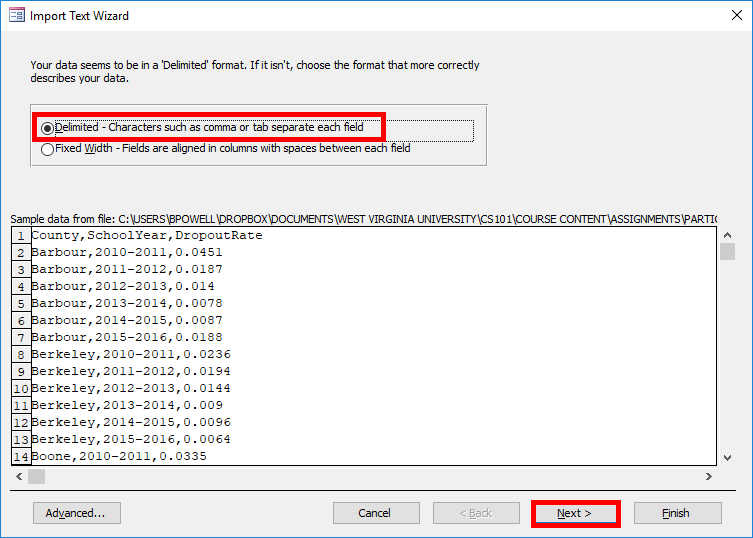 Import Text Wizard
Your data seems to be in a 'Delimited' format. If it isn't, choose the format that more correctly
describes your data.
Delimited - Characters such as comma or tab separate each field
Fixed Width - Fields are aligned in columns with spaces between each field
Sample data from file: C:\USERS\BPOWELL\DROPBOX\DOCUMENTS\WEST VIRGINIA UNIVERSITY\CS101\COURSE CONTENT\ASSIGNMENTS\PARTIC
1 County,SchoolYear,DropoutRate
2 Barbour,2010-2011,0.0451
3 Barbour,2011-2012,0.0187
4 Barbour,2012-2013,0.014
5 Barbour,2013-2014,0.0078
6 Barbour,2014-2015,0.0087
7 Barbour,2015-2016,0.0188
8 Berkeley,2010-2011,0.0236
9 Berkeley,2011-2012,0.0194
10 Berkeley,2012-2013,0.0144
11 Berkeley,2013-2014,0.009
12 Berkeley,2014-2015,0.0096
13 Berkeley,2015-2016,0.0064
14 Boone,2010-2011,0.0335
Advanced... Cancel < Back Next > Finish